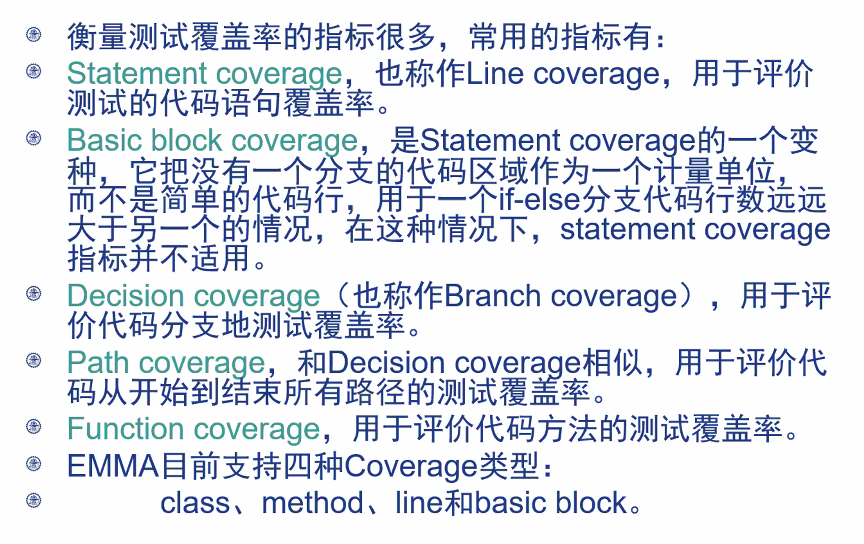 衡量测试覆盖率的指标很多，常用的指标有：
Statement coverage，也称作Line coverage，用于评价
测试的代码语句覆盖率。
Basic block coverage，是Statement coverage的一个变
种，它把没有一个分支的代码区域作为一个计量单位，
而不是简单的代码行，用于一个if-else分支代码行数远远
大于另一个的情况，在这种情况下，statement coverage
指标并不适用。
Decision coverage（也称作Branch coverage），用于评
价代码分支地测试覆盖率。
Path coverage，和Decision coverage相似，用于评价代
码从开始到结束所有路径的测试覆盖率。
Function coverage，用于评价代码方法的测试覆盖率。
EMMA目前支持四种Coverage类型：
class、method、line和basic block。